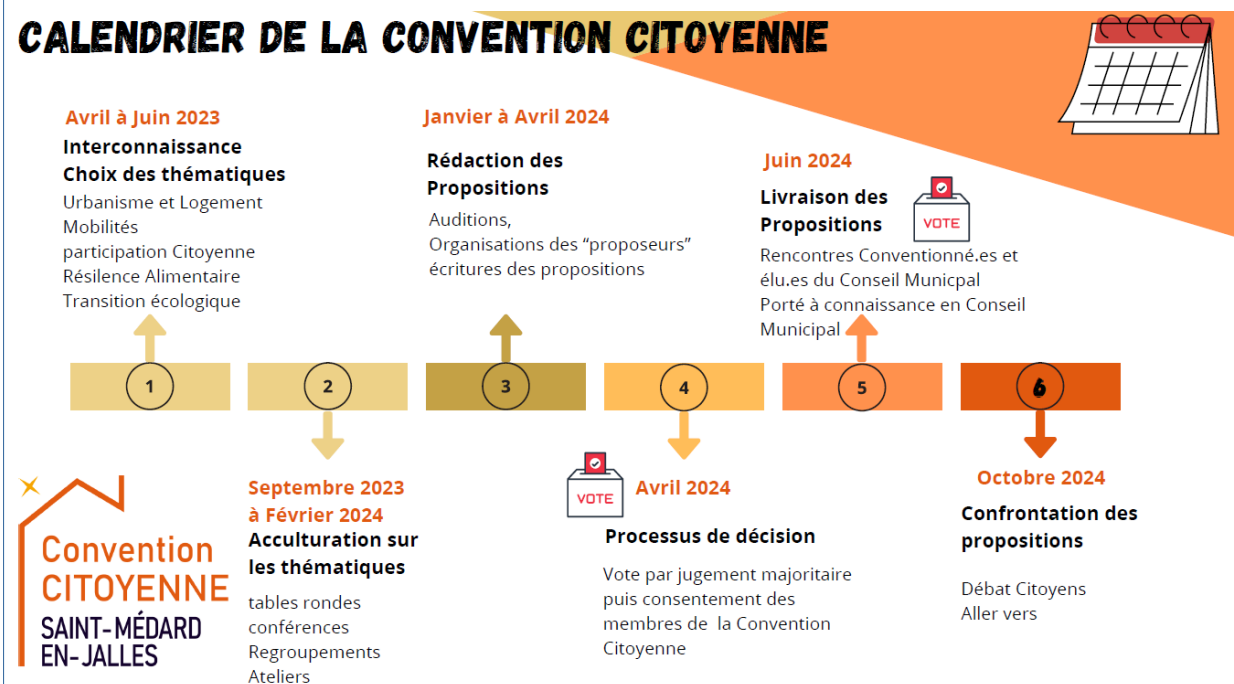 CALENDRIER DE LA CONVENTION CITOYENNE
Avril à Juin 2023
Interconnaissance
Choix des thématiques
Urbanisme et Logement
Mobilités
participation Citoyenne
Résilence Alimentaire
Transition écologique
Janvier à Avril 2024
Rédaction des
Propositions
Auditions,
Organisations des “proposeurs”
écritures des propositions
Juin 2024
Livraison des
Propositions
VOTE
Rencontres Conventionné.es et
élu.es du Conseil Municpal
Porté à connaissance en Conseil
Municipal
1
2
3
4
5
6
Septembre 2023
à Février 2024
Acculturation sur
les thématiques
tables rondes
conférences
Regroupements
Ateliers
VOTE
Avril 2024
Processus de décision
Vote par jugement majoritaire
puis consentement des
membres de la Convention
Citoyenne
Octobre 2024
Confrontation des
propositions
Débat Citoyens
Aller vers
Convention
CITOYENNE
SAINT-MÉDARD
EN-JALLES